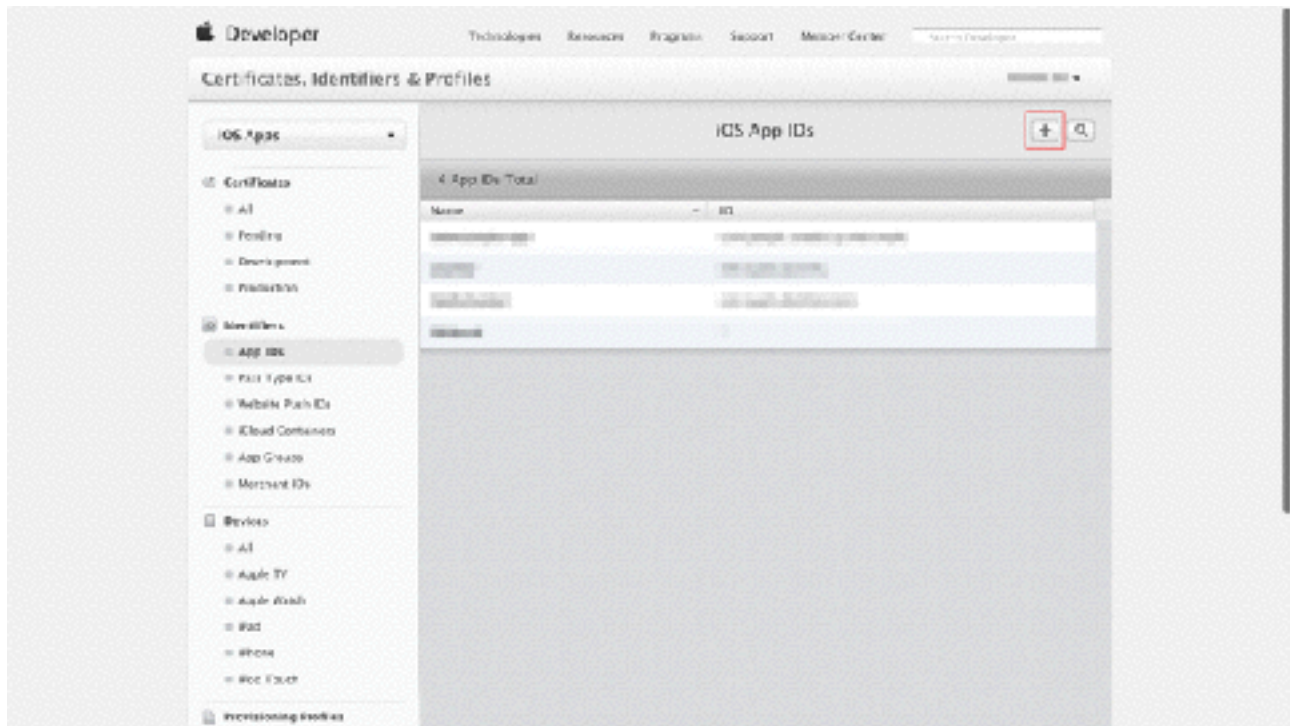 Developer
Technologies Resources Programs Support Member Center Search Developer
Certificates, Identifiers & Profiles
iOS Apps
iOS App IDs
4 App IDs Total
Name ID
Certificates
All
Pending
Development
Production
Identifiers
App IDs
Pass Type IDs
Website Push IDs
iCloud Containers
App Groups
Merchant IDs
Devices
All
Apple TV
Apple Watch
iPad
iPhone
iPod Touch
Provisioning Profiles